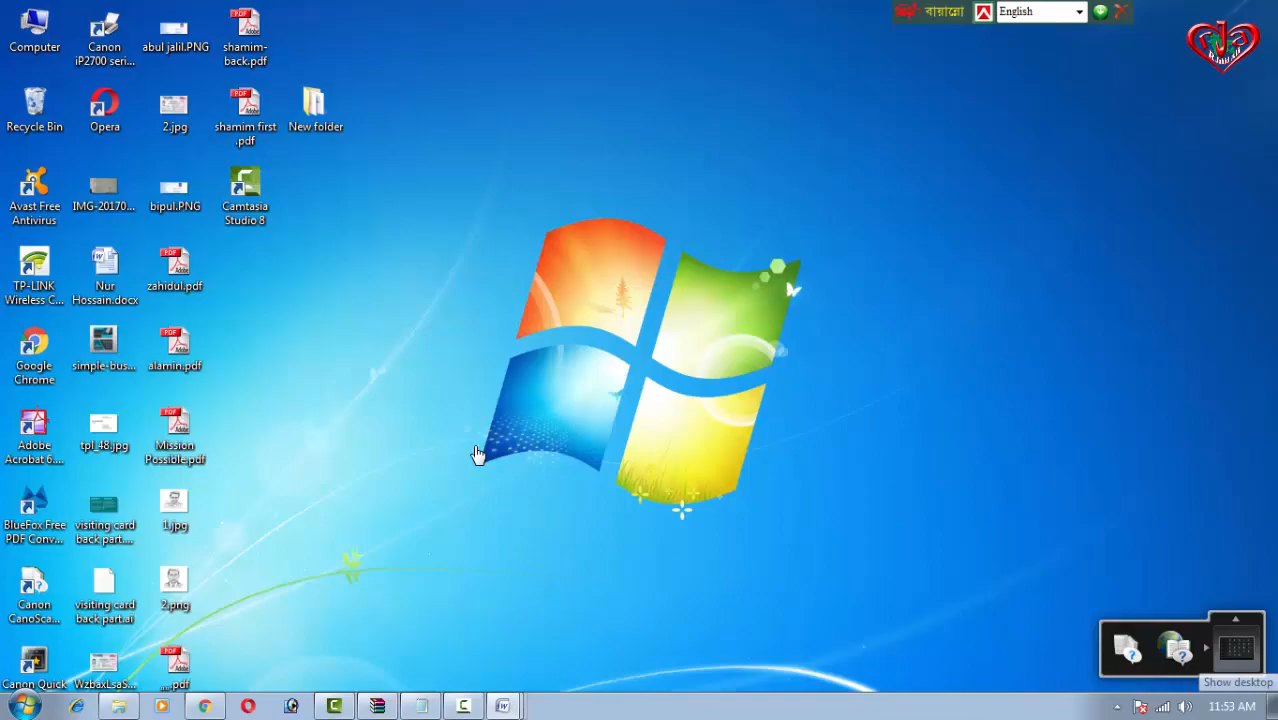 Computer
Canon
iP2700 seri...
abul jalil.PNG
shamim-
back.pdf
বায়ান্নো
English
Recycle Bin
Opera
2.jpg
shamim first
.pdf
New folder
Avast Free
Antivirus
IMG-20170...
bipul.PNG
Camtasia
Studio 8
TP-LINK
Wireless C...
Nur
Hossain.docx
zahidul.pdf
Google
Chrome
simple-bus...
alamin.pdf
Adobe
Acrobat 6....
tpl_48.jpg
Mission
Possible.pdf
BlueFox Free
PDF Conv...
visiting card
back part....
1.jpg
Canon
CanoSca...
visiting card
back part.ai
2.png
Canon Quick
WzbaxLsaS...
Show desktop
11:53 AM